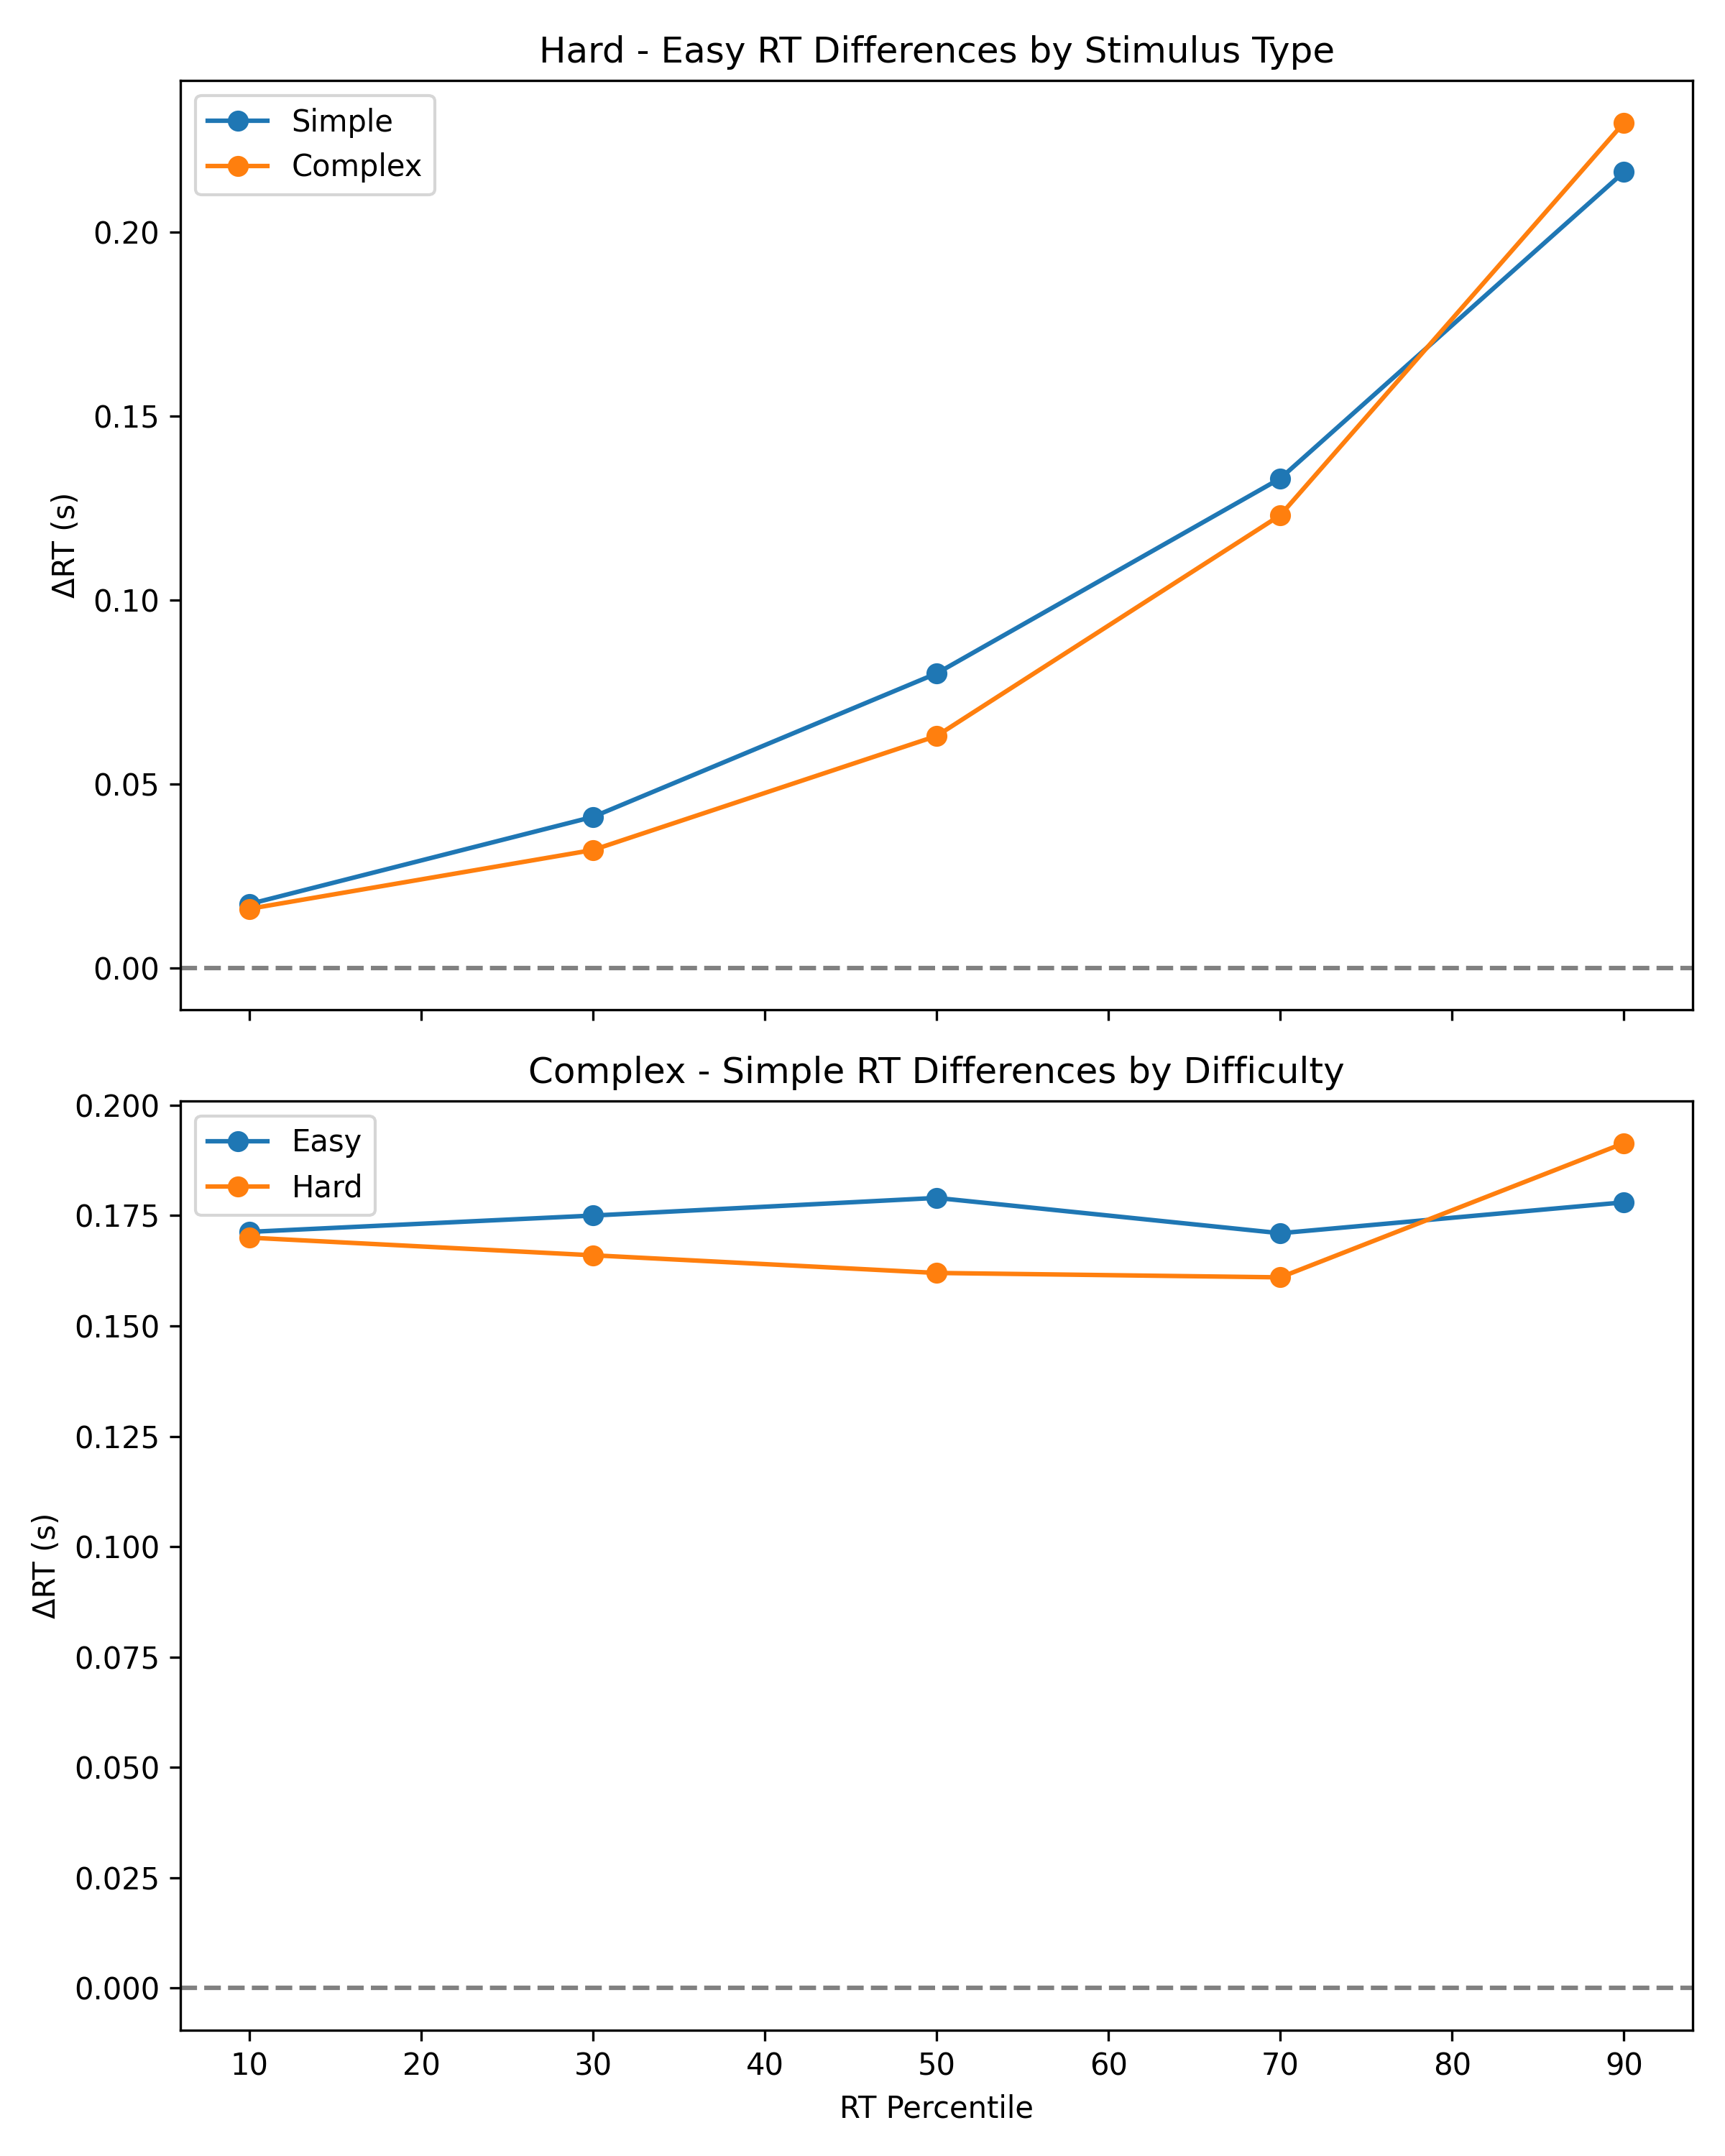 Hard - Easy RT Differences by Stimulus Type
Simple
Complex
0.20
0.15
0.10
0.05
0.00
ΔRT (s)
Complex - Simple RT Differences by Difficulty
Easy
Hard
0.200
0.175
0.150
0.125
0.100
0.075
0.050
0.025
0.000
ΔRT (s)
10 20 30 40 50 60 70 80 90
RT Percentile